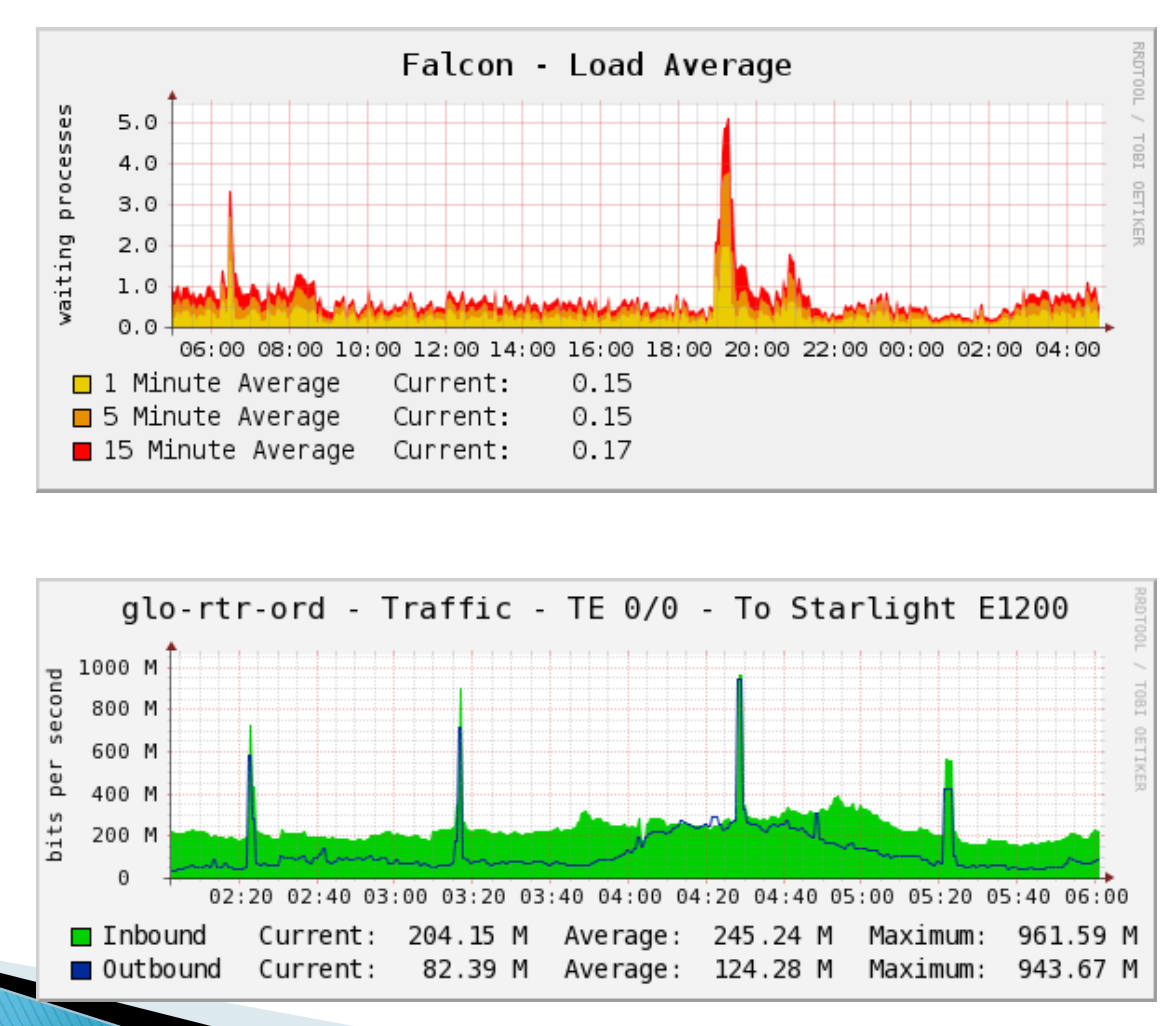 Falcon - Load Average
RRDTOOL / TOBI OETIKER
waiting processes
5.0
4.0
3.0
2.0
1.0
0.0
06:00 08:00 10:00 12:00 14:00 16:00 18:00 20:00 22:00 00:00 02:00 04:00
1 Minute Average Current: 0.15
5 Minute Average Current: 0.15
15 Minute Average Current: 0.17
glo-rtr-ord - Traffic - TE 0/0 - To Starlight E1200
RRDTOOL / TOBI OETIKER
bits per second
1000 M
800 M
600 M
400 M
200 M
0
02:20 02:40 03:00 03:20 03:40 04:00 04:20 04:40 05:00 05:20 05:40 06:00
Inbound Current: 204.15 M Average: 245.24 M Maximum: 961.59 M
Outbound Current: 82.39 M Average: 124.28 M Maximum: 943.67 M